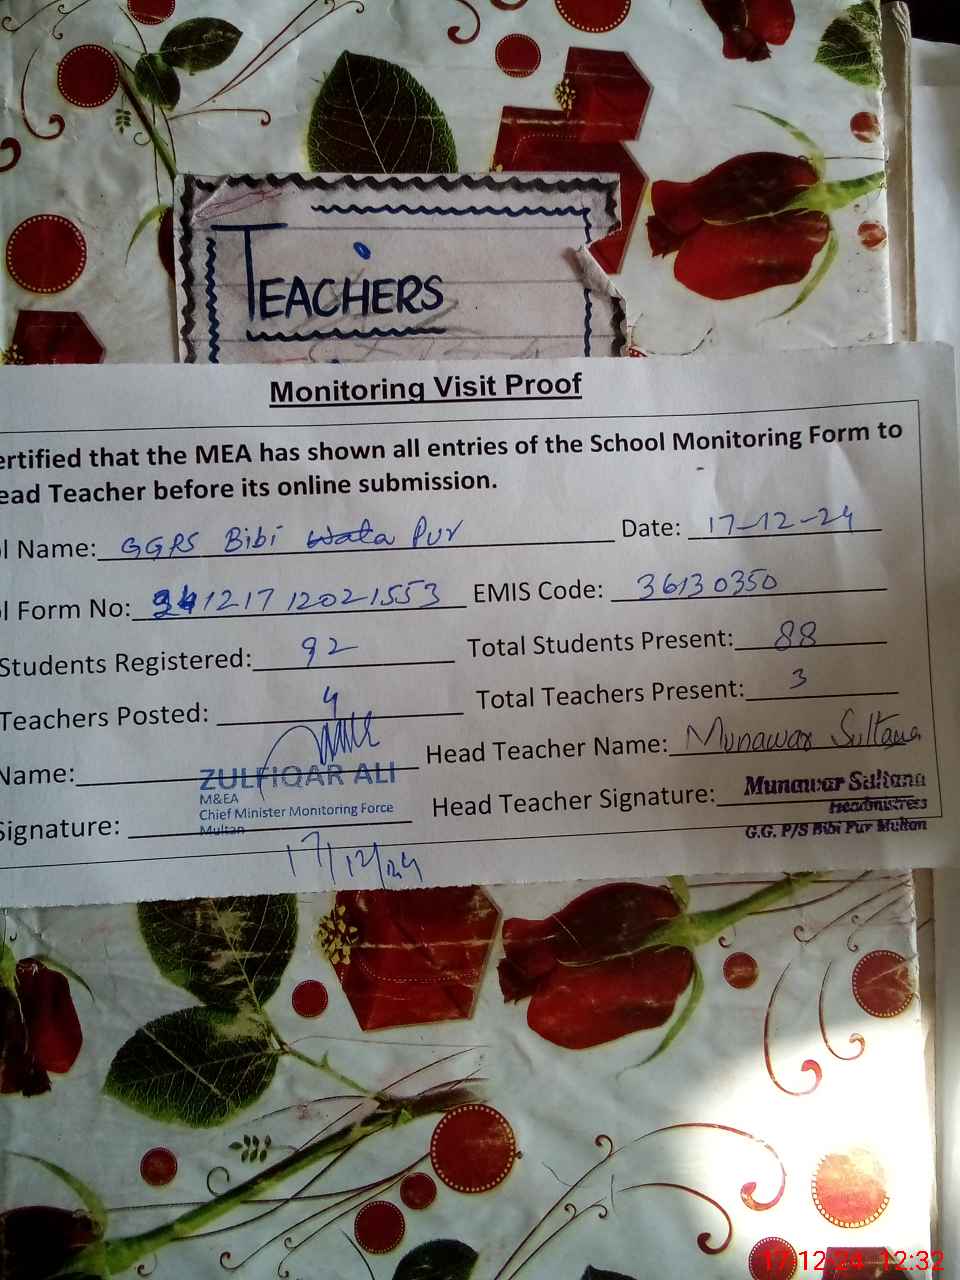 TEACHERS
Monitoring Visit Proof
ertified that the MEA has shown all entries of the School Monitoring Form to
ead Teacher before its online submission.
l Name: GGPS Bibi Pur Date: 17-12-24
l Form No: 1217 12021553 EMIS Code: 36130350
Students Registered: 92 Total Students Present: 88
Teachers Posted: 4 Total Teachers Present: 3
Name: Head Teacher Name: Munawar Sultana
ZULFIQAR ALI
M&EA
Chief Minister Monitoring Force
Multan
Signature: Head Teacher Signature:
Munawar Sultana
Headmistress
G.G. P/S Bibi Pur Multan
17/12/24
17-12-24 12:32